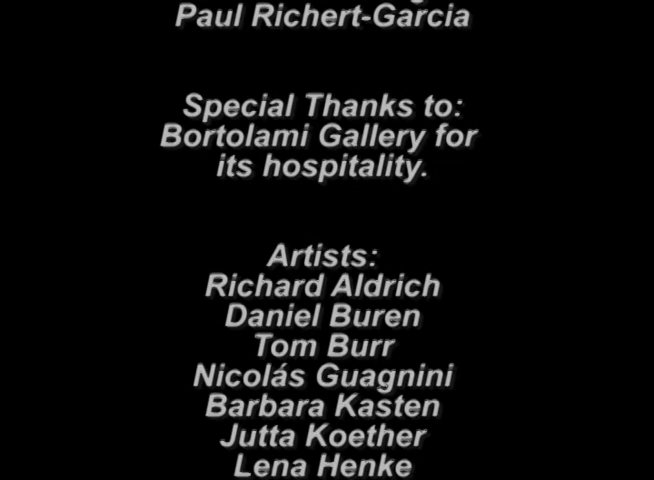 Paul Richert-Garcia
Special Thanks to:
Bortolami Gallery for
its hospitality.
Artists:
Richard Aldrich
Daniel Buren
Tom Burr
Nicolás Guagnini
Barbara Kasten
Jutta Koether
Lena Henke